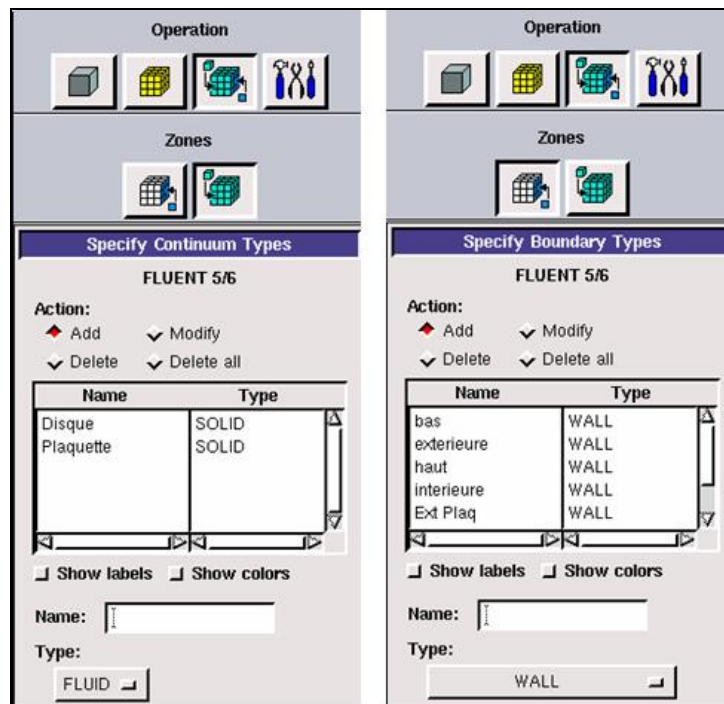 Operation
Zones
Specify Continuum Types
FLUENT 5/6
Action:
Add Modify
Delete Delete all
Name Type
Disque SOLID
Plaquette SOLID
Show labels Show colors
Name:
Type:
FLUID
Operation
Zones
Specify Boundary Types
FLUENT 5/6
Action:
Add Modify
Delete Delete all
Name Type
bas WALL
exterieure WALL
haut WALL
interieure WALL
Ext Plaq WALL
Show labels Show colors
Name:
Type:
WALL